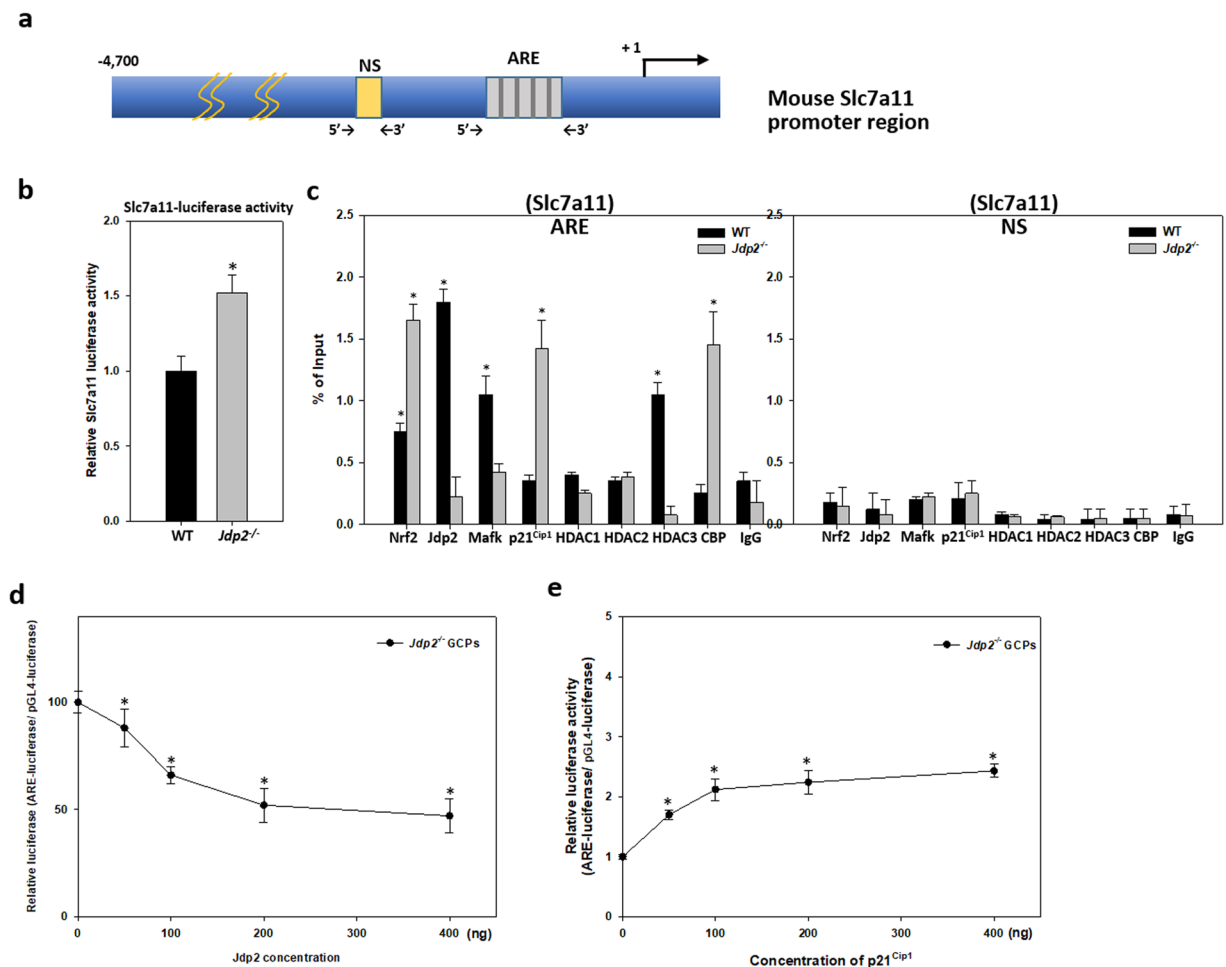 a
-4,700
NS
ARE
+ 1
5’→
←3’
5’→
←3’
Mouse Slc7a11
promoter region
b
Slc7a11-luciferase activity
Relative Slc7a11 luciferase activity
2.0
1.5
1.0
0.5
0.0
WT
Jdp2-/-
*
c
(Slc7a11)
ARE
WT
Jdp2-/-
% of Input
2.5
2.0
1.5
1.0
0.5
0.0
* * * * * * *
Nrf2 Jdp2 Mafk p21Cip1 HDAC1 HDAC2 HDAC3 CBP IgG
(Slc7a11)
NS
WT
Jdp2-/-
2.5
2.0
1.5
1.0
0.5
0.0
Nrf2 Jdp2 Mafk p21Cip1 HDAC1 HDAC2 HDAC3 CBP IgG
d
Relative luciferase (ARE-luciferase/ pGL4-luciferase)
Jdp2-/- GCPs
100
50
0
* * * *
0 100 200 300 400 (ng)
Jdp2 concentration
e
Relative luciferase activity
(ARE-luciferase/ pGL4-luciferase)
Jdp2-/- GCPs
5
4
3
2
1
0
* * * *
0 100 200 300 400 (ng)
Concentration of p21Cip1